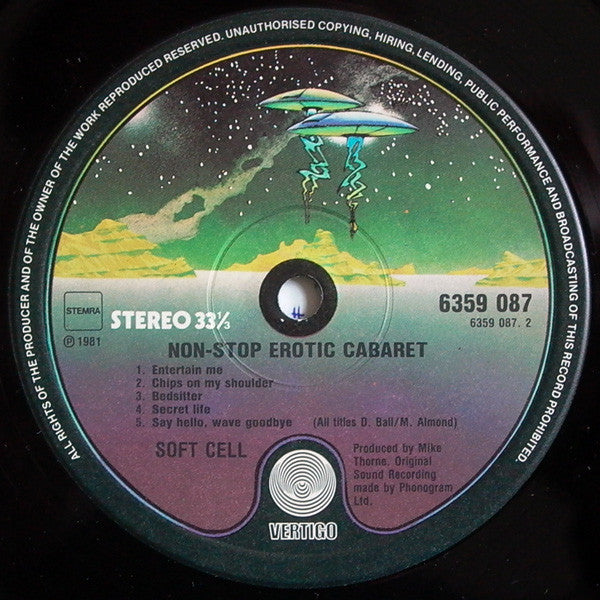 ALL RIGHTS OF THE PRODUCER AND OF THE OWNER OF THE WORK REPRODUCED RESERVED. UNAUTHORISED COPYING, HIRING, LENDING, PUBLIC PERFORMANCE AND BROADCASTING OF THIS RECORD PROHIBITED.
STEMRA
STEREO 33⅓
6359 087
6359 087. 2
℗ 1981
NON-STOP EROTIC CABARET
1. Entertain me
2. Chips on my shoulder
3. Bedsitter
4. Secret life
5. Say hello, wave goodbye (All titles D. Ball/M. Almond)
SOFT CELL
Produced by Mike
Thorne. Original
Sound Recording
made by Phonogram
Ltd.
VERTIGO